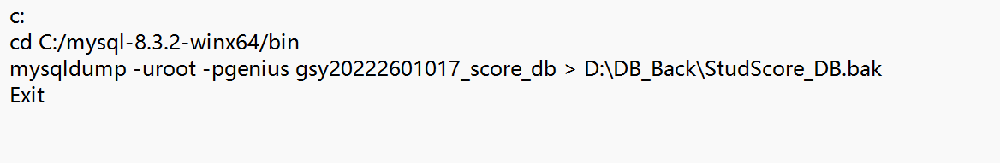 c:
cd C:/mysql-8.3.2-winx64/bin
mysqldump -uroot -pgenius gsy20222601017_score_db > D:\DB_Back\StudScore_DB.bak
Exit